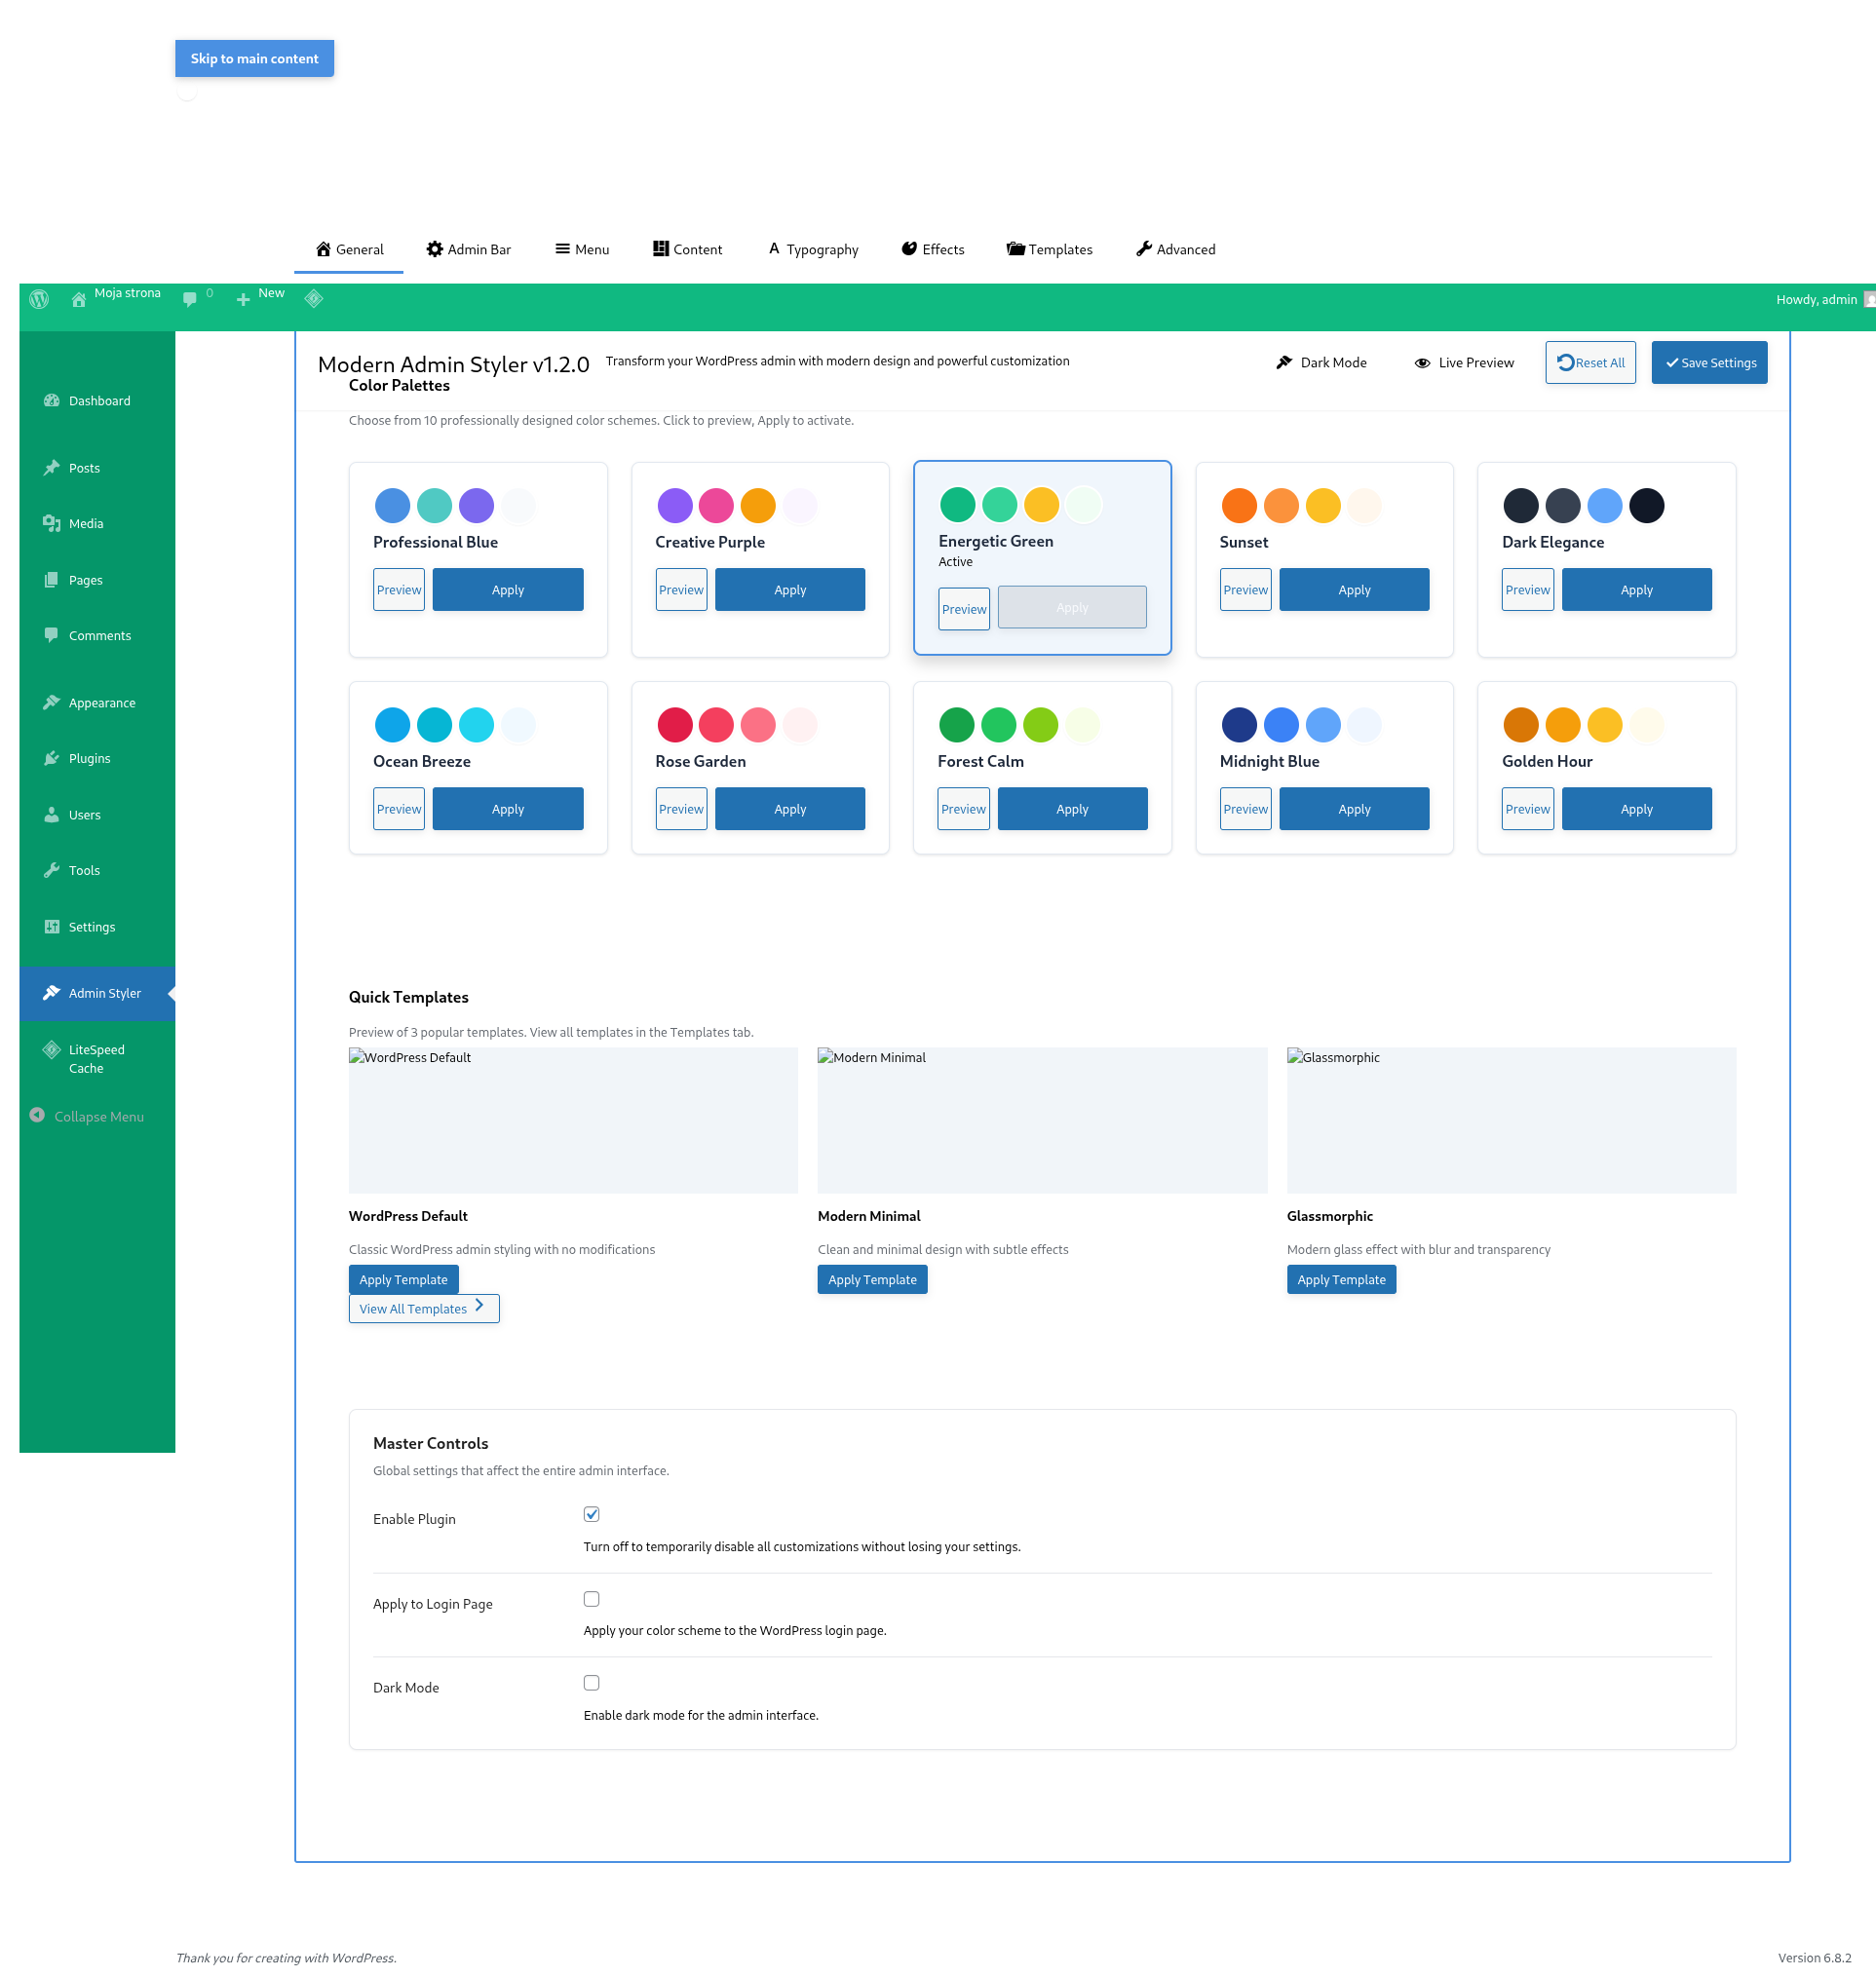 Skip to main content
General
Admin Bar
Menu
Content
Typography
Effects
Templates
Advanced
Moja strona
0
New
Howdy, admin
Dashboard
Posts
Media
Pages
Comments
Appearance
Plugins
Users
Tools
Settings
Admin Styler
LiteSpeed
Cache
Collapse Menu
Modern Admin Styler v1.2.0
Transform your WordPress admin with modern design and powerful customization
Dark Mode
Live Preview
Reset All
Save Settings
Color Palettes
Choose from 10 professionally designed color schemes. Click to preview, Apply to activate.
Professional Blue
Preview
Apply
Creative Purple
Preview
Apply
Energetic Green
Active
Preview
Apply
Sunset
Preview
Apply
Dark Elegance
Preview
Apply
Ocean Breeze
Preview
Apply
Rose Garden
Preview
Apply
Forest Calm
Preview
Apply
Midnight Blue
Preview
Apply
Golden Hour
Preview
Apply
Quick Templates
Preview of 3 popular templates. View all templates in the Templates tab.
WordPress Default
WordPress Default
Classic WordPress admin styling with no modifications
Apply Template
Modern Minimal
Modern Minimal
Clean and minimal design with subtle effects
Apply Template
Glassmorphic
Glassmorphic
Modern glass effect with blur and transparency
Apply Template
View All Templates
Master Controls
Global settings that affect the entire admin interface.
Enable Plugin
Turn off to temporarily disable all customizations without losing your settings.
Apply to Login Page
Apply your color scheme to the WordPress login page.
Dark Mode
Enable dark mode for the admin interface.
Thank you for creating with WordPress.
Version 6.8.2